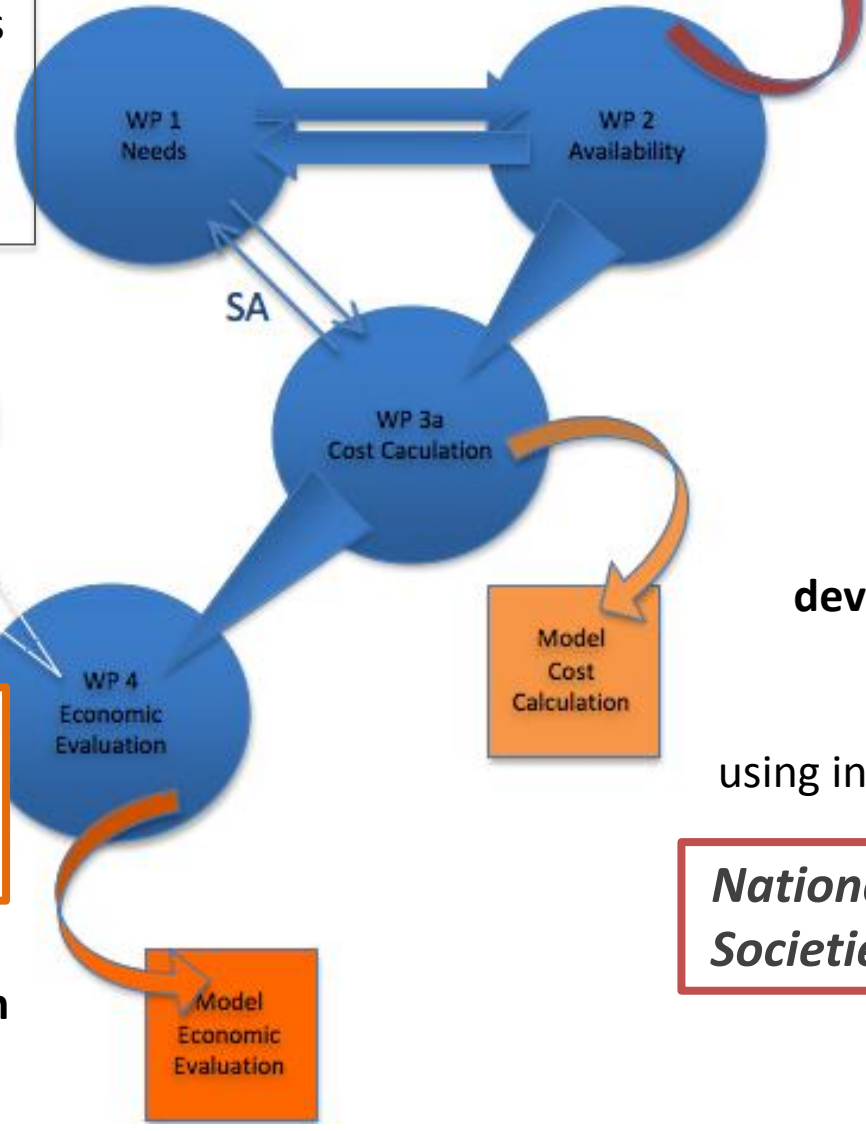 s
WP 1
Needs
WP 2
Availability
SA
WP 3a
Cost Caculation
dev
Model
Cost
Calculation
WP 4
Economic
Evaluation
using in
Nation
Societie
n
Model
Economic
Evaluation